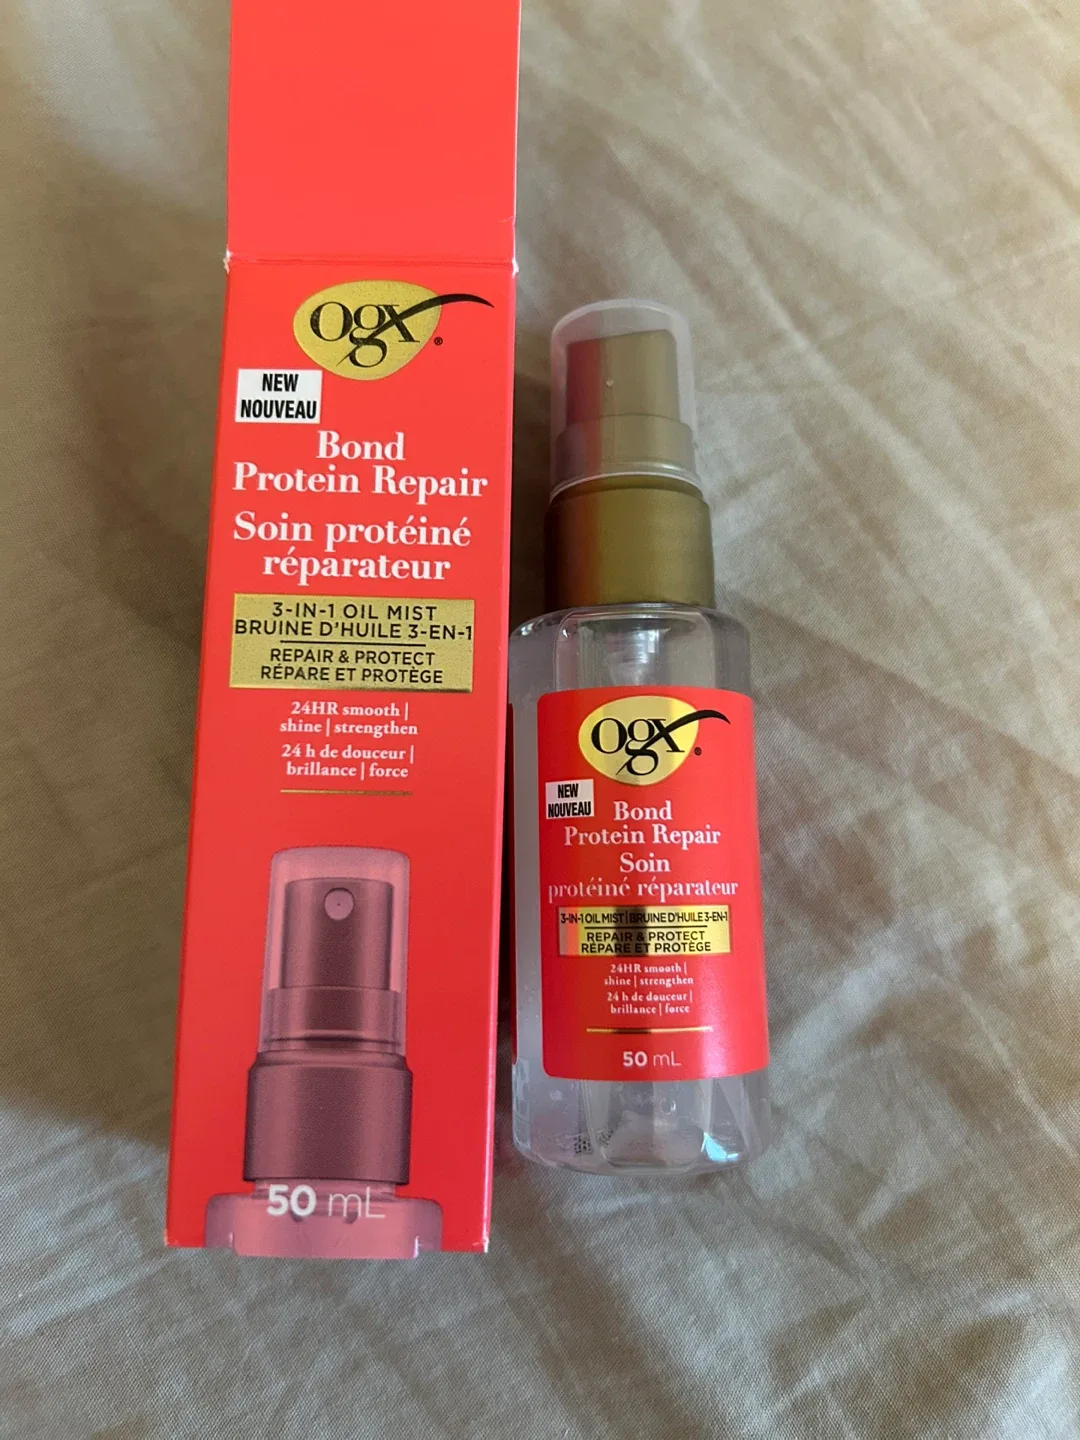 ogx®
NEW
NOUVEAU
Bond
Protein Repair
Soin protéiné
réparateur
3-IN-1 OIL MIST
BRUINE D'HUILE 3-EN-1
REPAIR & PROTECT
RÉPARE ET PROTÈGE
24HR smooth |
shine | strengthen
24 h de douceur |
brillance | force
50 mL
ogx®
NEW
NOUVEAU
Bond
Protein Repair
Soin
protéiné réparateur
3-IN-1 OIL MIST | BRUINE D'HUILE 3-EN-1
REPAIR & PROTECT
RÉPARE ET PROTÈGE
24HR smooth |
shine | strengthen
24 h de douceur |
brillance | force
50 mL